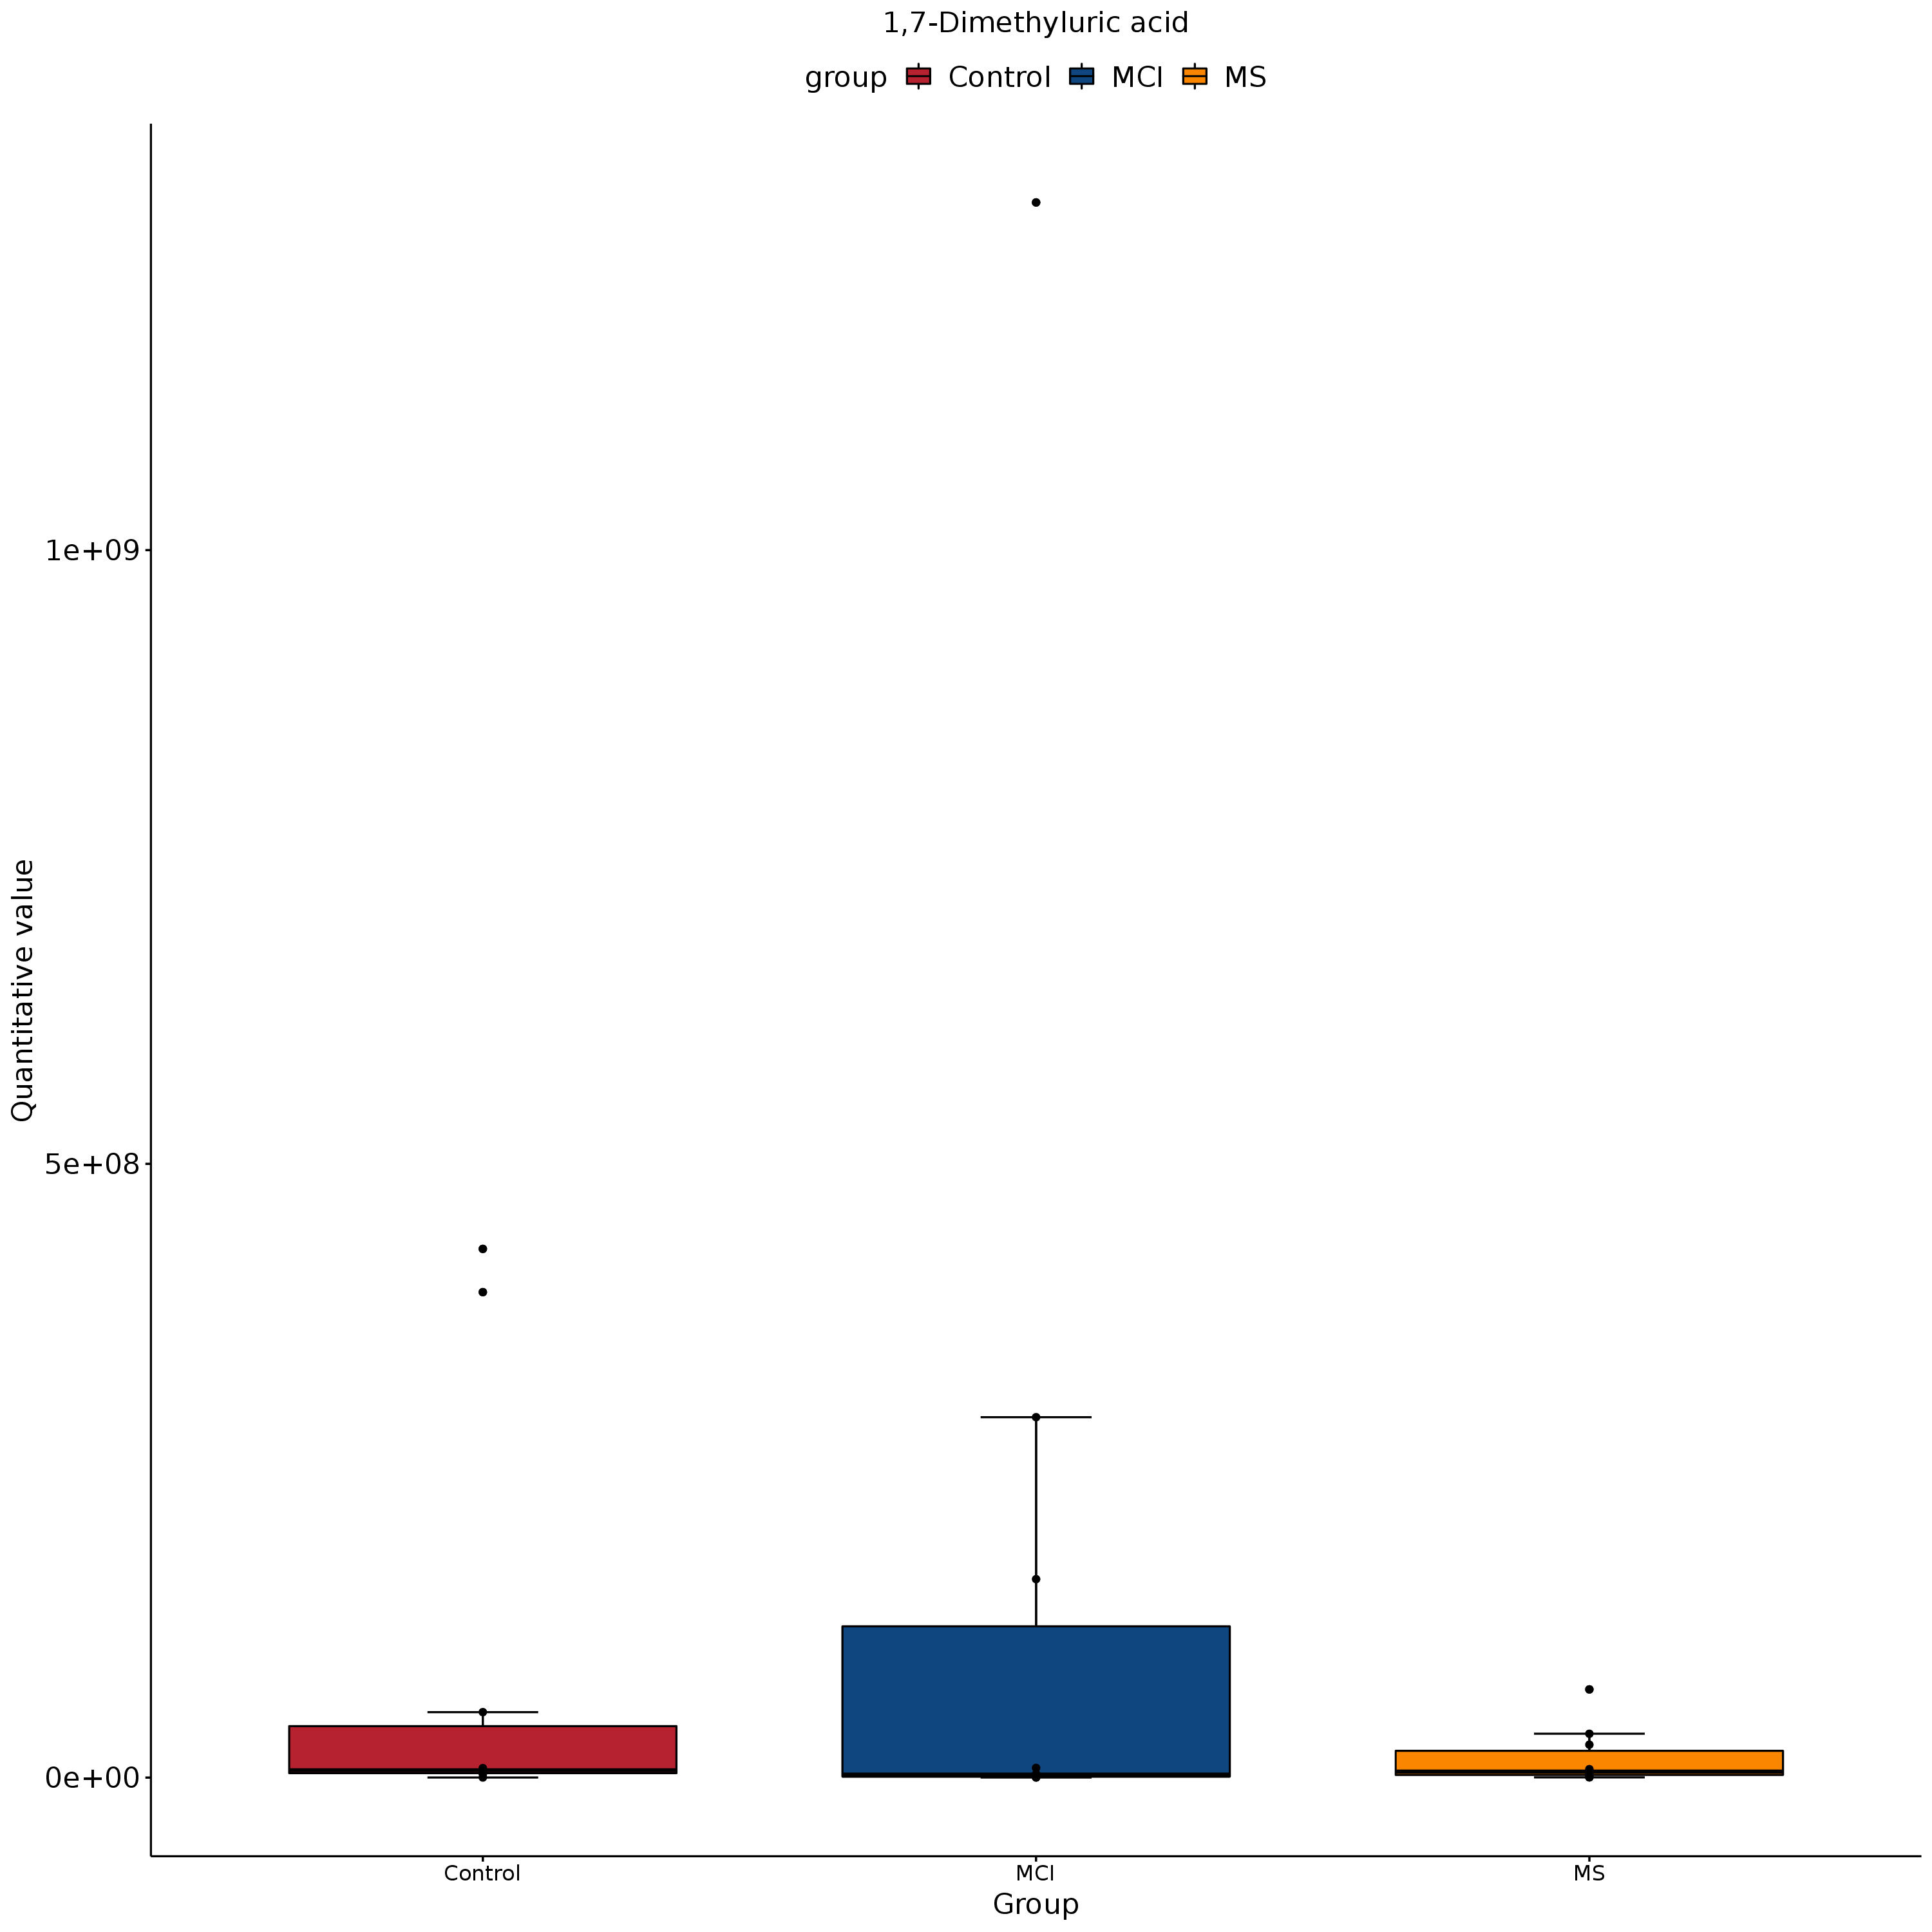 1,7-Dimethyluric acid
group Control MCI MS
Quantitative value
1e+09
5e+08
0e+00
Control MCI MS
Group